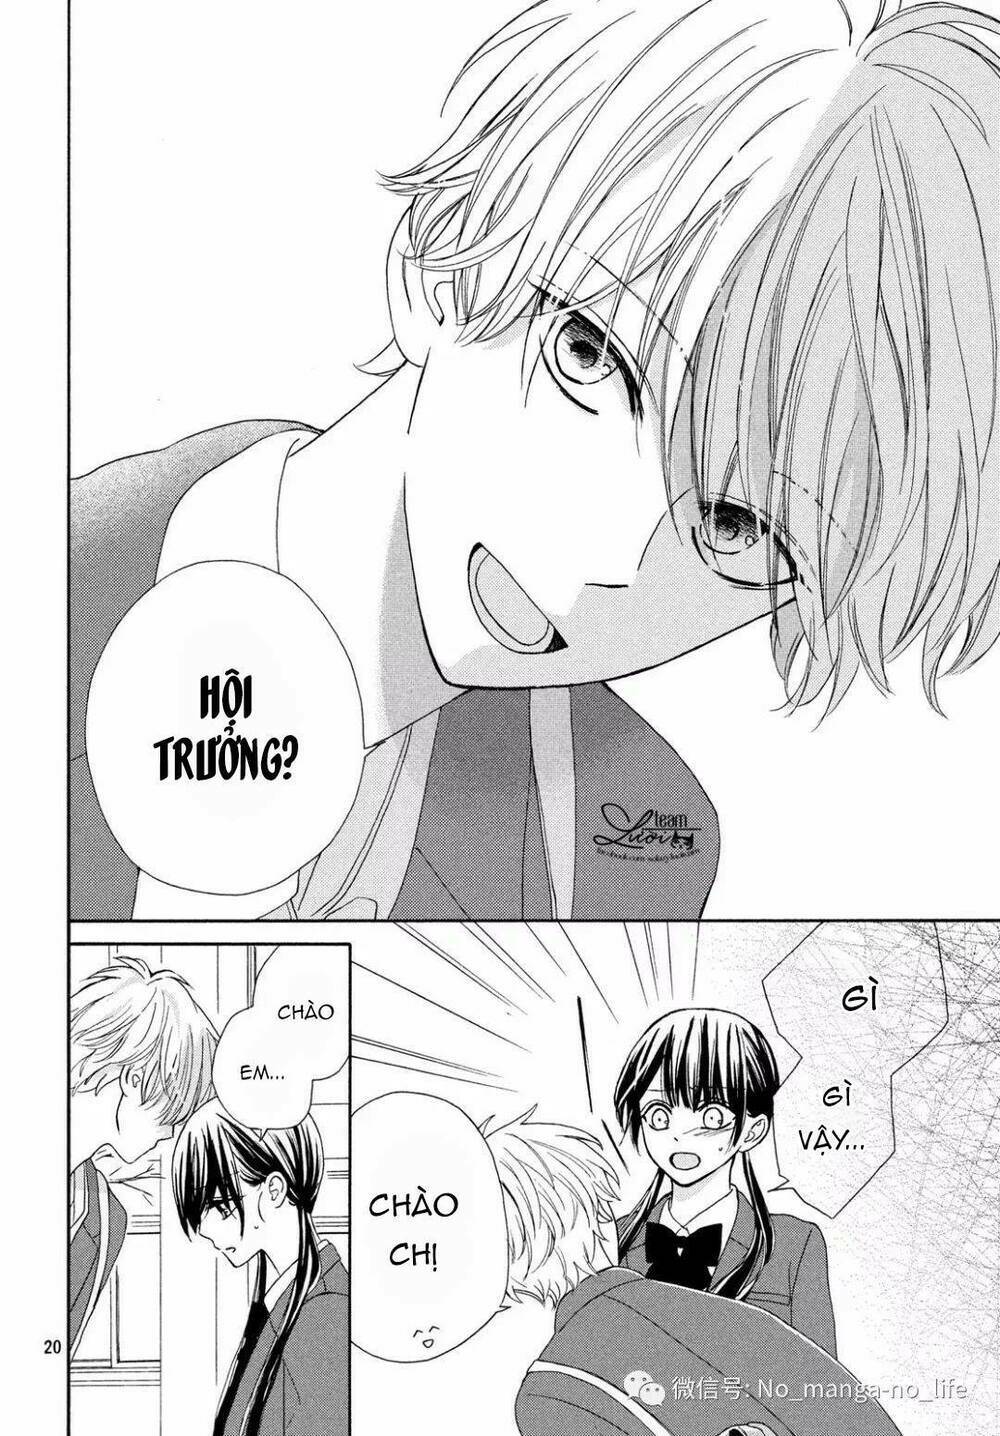 HỘI
TRƯỞNG?
team
Lười
GÌ
GÌ
VẬY...
CHÀO
CHỊ
CHÀO
EM...
20
微信号: No_manga-no_life